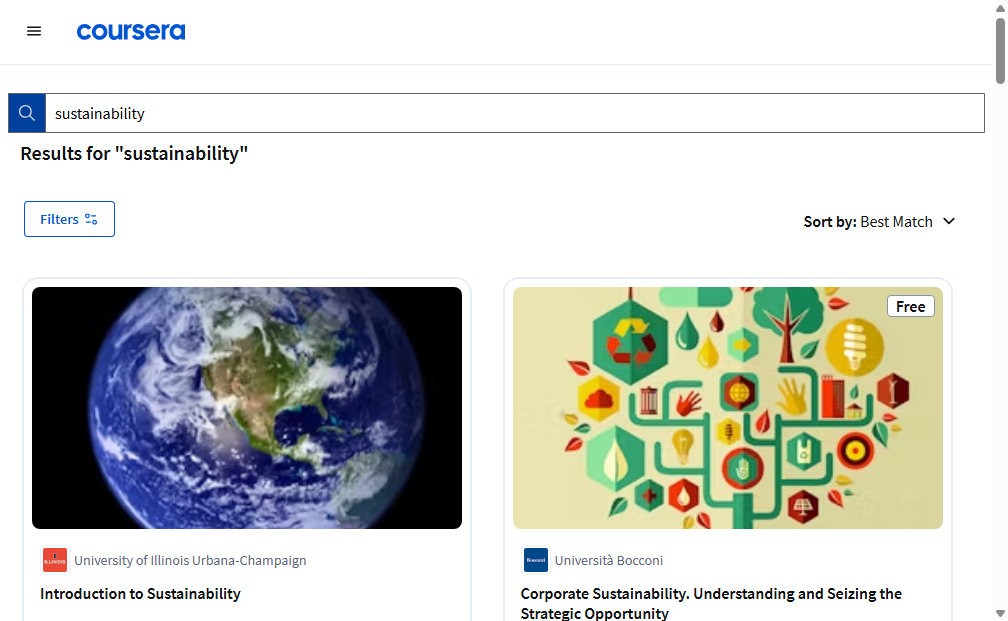 coursera
sustainability
Results for "sustainability"
Filters
Sort by: Best Match
Free
ILLINOIS
University of Illinois Urbana-Champaign
Bocconi
Università Bocconi
Introduction to Sustainability
Corporate Sustainability. Understanding and Seizing the
Strategic Opportunity